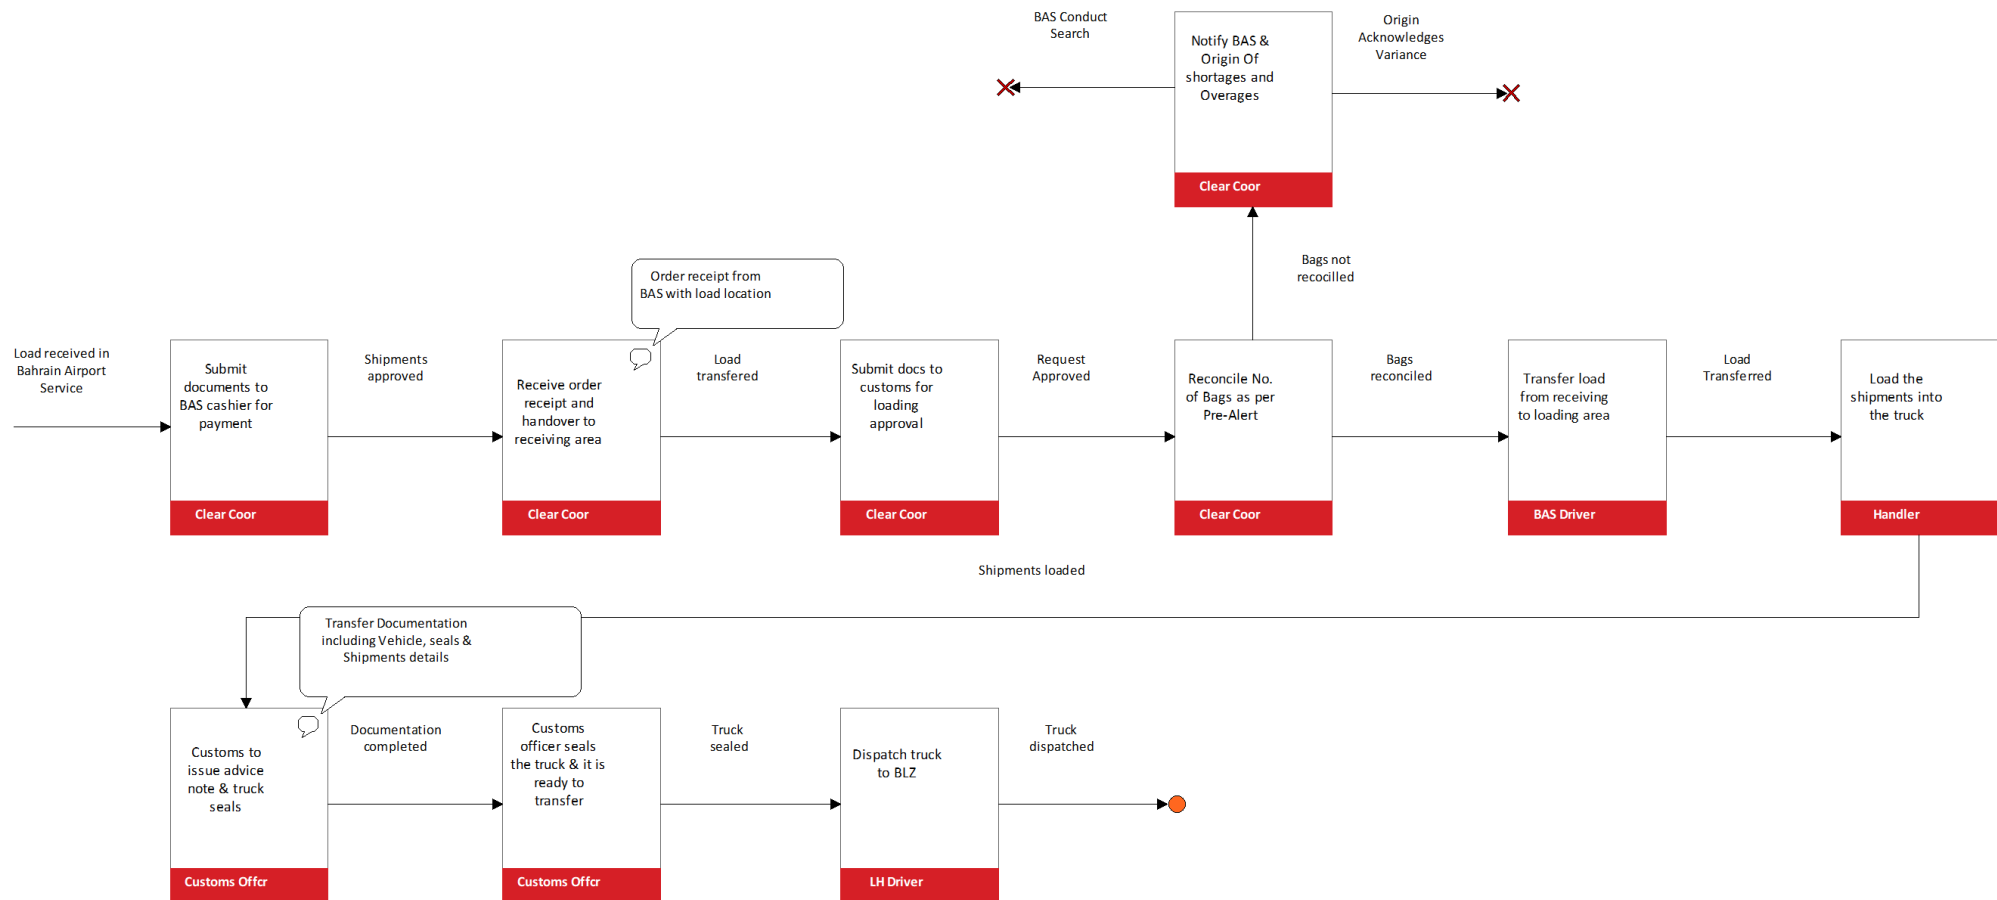 BAS Conduct
Search
Notify BAS &
Origin Of
shortages and
Overages
Clear Coor
Origin
Acknowledges
Variance
Bags not
recocilled
Order receipt from
BAS with load location
Load received in
Bahrain Airport
Service
Submit
documents to
BAS cashier for
payment
Clear Coor
Shipments
approved
Receive order
receipt and
handover to
receiving area
Clear Coor
Load
transfered
Submit docs to
customs for
loading
approval
Clear Coor
Request
Approved
Reconcile No.
of Bags as per
Pre-Alert
Clear Coor
Bags
reconciled
Transfer load
from receiving
to loading area
BAS Driver
Load
Transferred
Load the
shipments into
the truck
Handler
Shipments loaded
Transfer Documentation
including Vehicle, seals &
Shipments details
Customs to
issue advice
note & truck
seals
Customs Offcr
Documentation
completed
Customs
officer seals
the truck & it is
ready to
transfer
Customs Offcr
Truck
sealed
Dispatch truck
to BLZ
LH Driver
Truck
dispatched